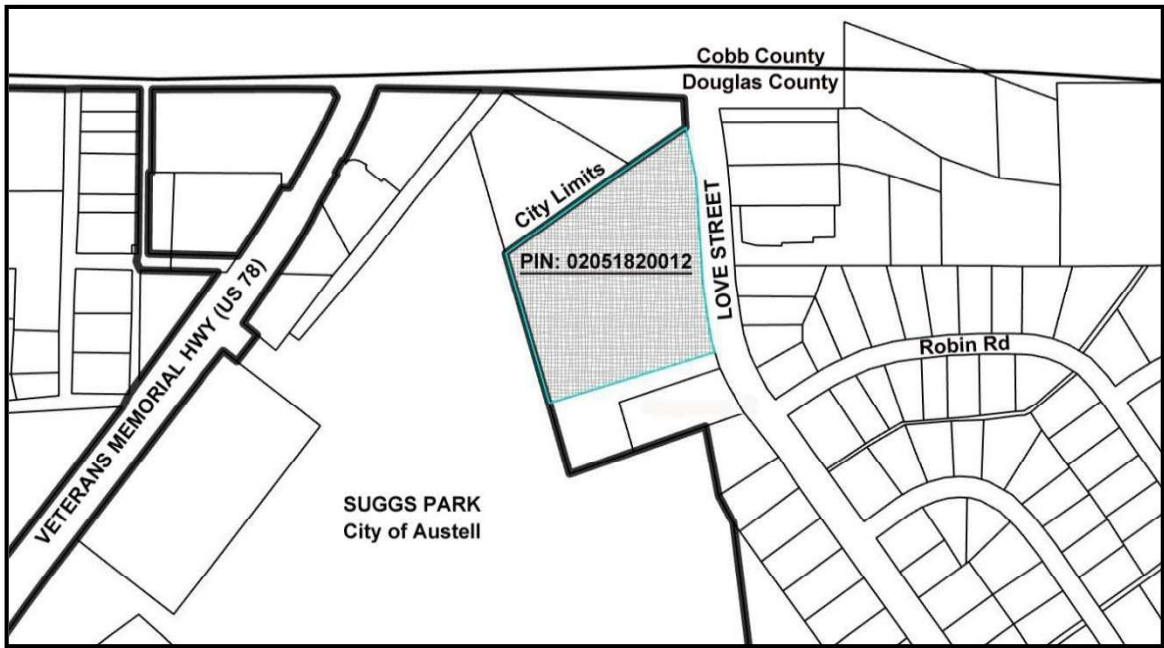 Cobb County
Douglas County
City Limits
PIN: 02051820012
LOVE STREET
VETERANS MEMORIAL HWY (US 78)
Robin Rd
SUGGS PARK
City of Austell